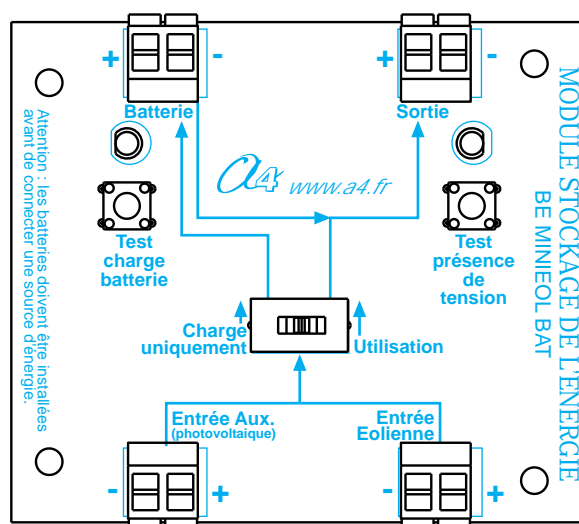 +
-
+
-
Batterie
Sortie
a4 www.a4.fr
Test
charge
batterie
Test
présence
de
tension
Charge
uniquement
Utilisation
Entrée Aux.
(photovoltaique)
Entrée
Eolienne
-
+
-
+
Attention : les batteries doivent être installées
avant de connecter une source d'énergie.
MODULE STOCKAGE DE L'ENERGIE
BE MINIEOL BAT